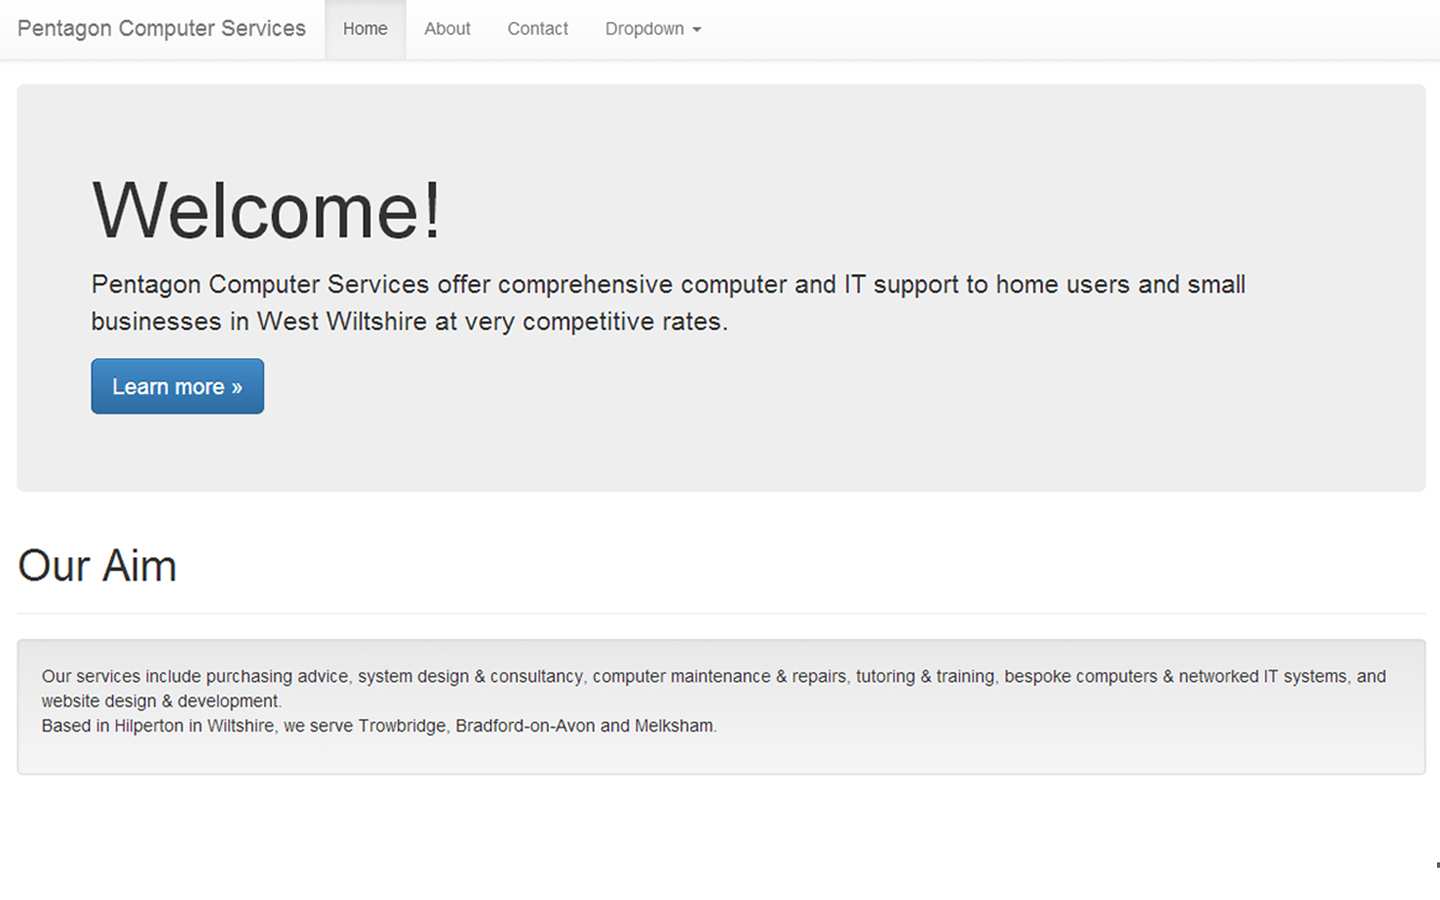 Pentagon Computer Services Home About Contact Dropdown
Welcome!
Pentagon Computer Services offer comprehensive computer and IT support to home users and small
businesses in West Wiltshire at very competitive rates.
Learn more »
Our Aim
Our services include purchasing advice, system design & consultancy, computer maintenance & repairs, tutoring & training, bespoke computers & networked IT systems, and
website design & development.
Based in Hilperton in Wiltshire, we serve Trowbridge, Bradford-on-Avon and Melksham.